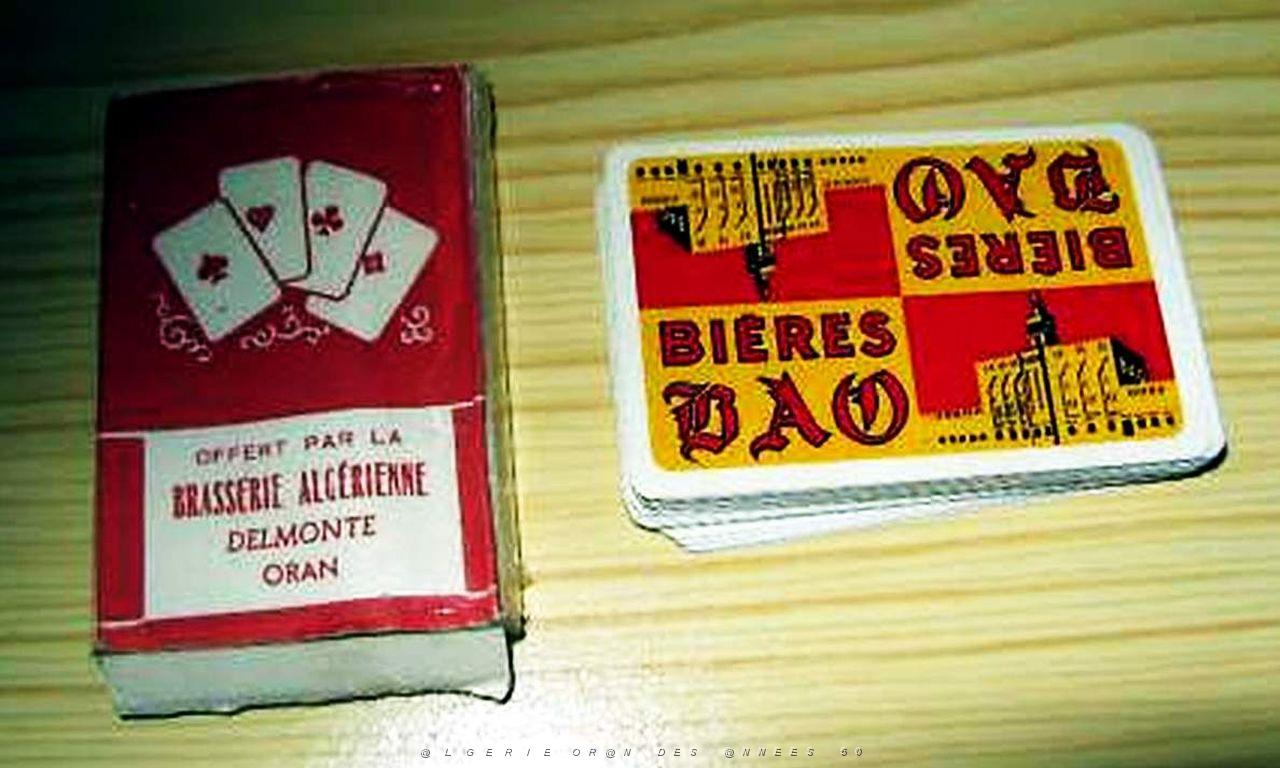 OFFERT PAR LA
BRASSERIE ALGÉRIENNE
DELMONTE
ORAN
BIÈRES
BAO
BIÈRES
BAO
@LGERIE OR@N DES @NNEES 50